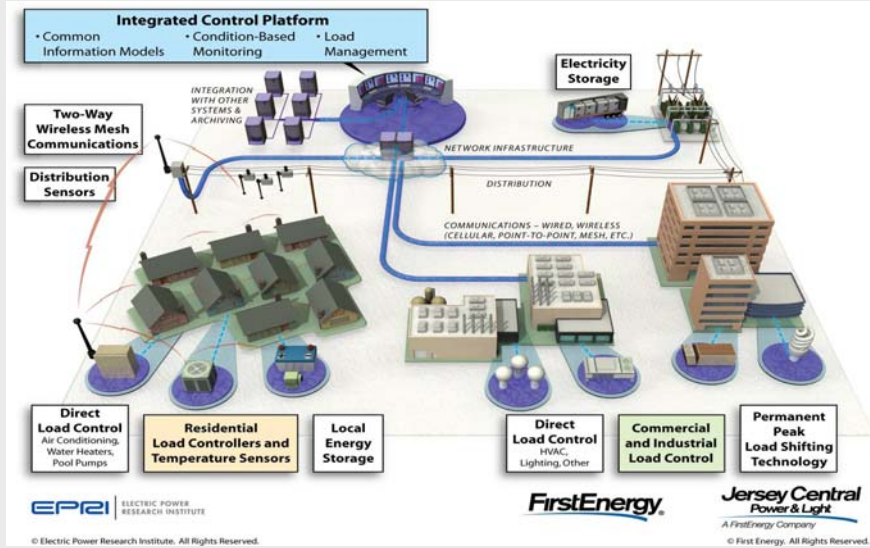 Integrated Control Platform
• Common Information Models
• Condition-Based Monitoring
• Load Management
INTEGRATION
WITH OTHER
SYSTEMS &
ARCHIVING
Electricity
Storage
Two-Way
Wireless Mesh
Communications
NETWORK INFRASTRUCTURE
Distribution
Sensors
DISTRIBUTION
COMMUNICATIONS – WIRED, WIRELESS
(CELLULAR, POINT-TO-POINT, MESH, ETC.)
Direct
Load Control
Air Conditioning,
Water Heaters,
Pool Pumps
Residential
Load Controllers and
Temperature Sensors
Local
Energy
Storage
Direct
Load Control
HVAC,
Lighting, Other
Commercial
and Industrial
Load Control
Permanent
Peak
Load Shifting
Technology
EPRI
ELECTRIC POWER
RESEARCH INSTITUTE
FirstEnergy®
Jersey Central
Power & Light
A FirstEnergy Company
© Electric Power Research Institute. All Rights Reserved.
© First Energy. All Rights Reserved.